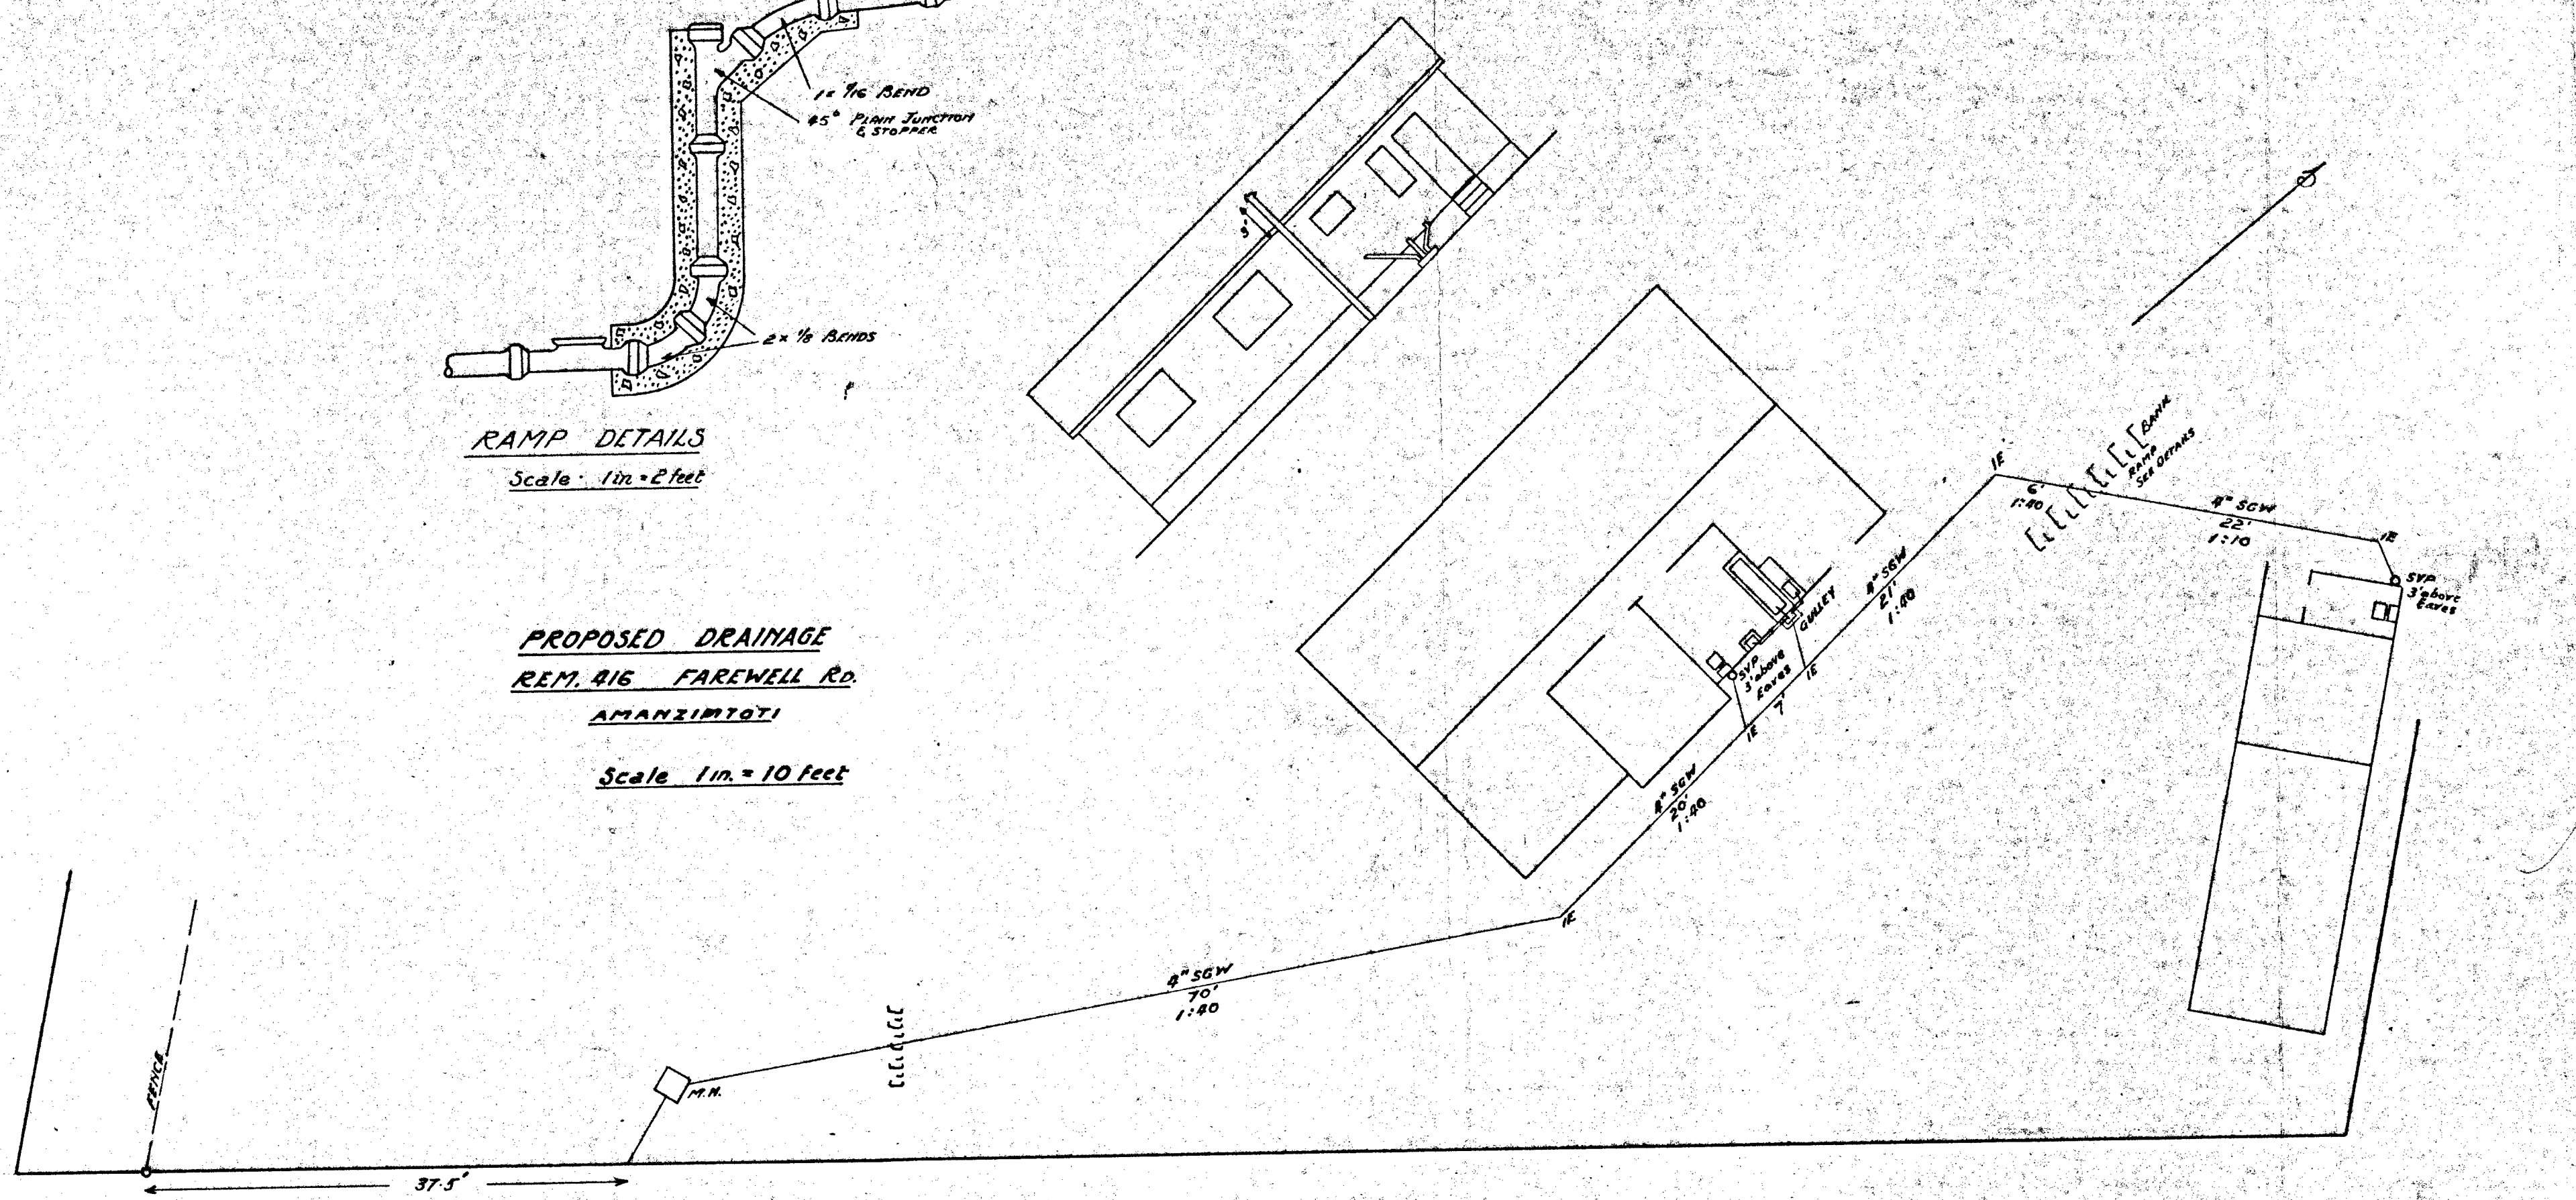 1 x 1/16 BEND
45° PLAIN JUNCTION
& STOPPER
2 x 1/8 BENDS
RAMP DETAILS
Scale · 1in = 2 feet
PROPOSED DRAINAGE
REM. 416 FAREWELL RD.
AMANZIMTOTI
Scale 1in. = 10 feet
3'
BANK
RAMP
SEE DETAILS
IE
6'
1:40
4" SGW
22'
1:10
IE
SVP
3' above
Eaves
4" SGW
21'
1:40
GULLEY
SVP
3' above
Eaves
IE
7'
IE
4" SGW
20'
1:40
IE
4" SGW
70'
1:40
M.H.
FENCE
37.5'